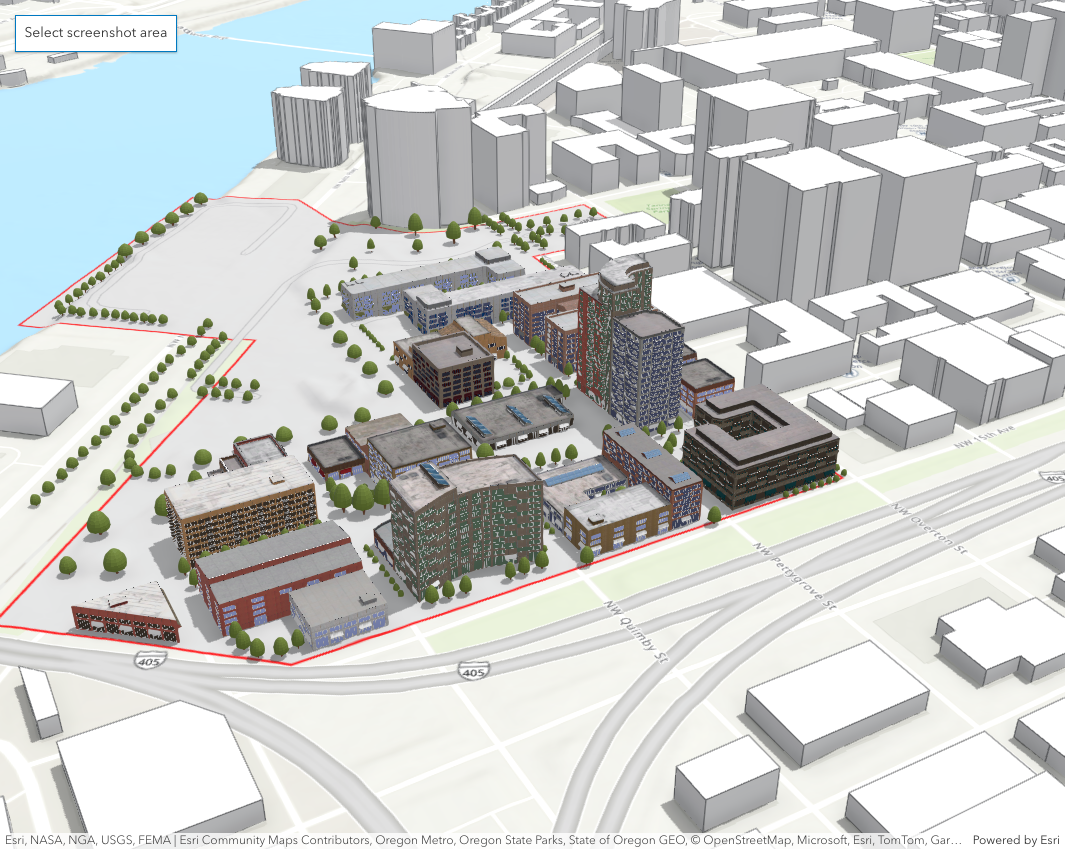 Select screenshot area
NW 15th Ave
405
NW Overton St
NW Pettygrove St
NW Quimby St
405
405
Esri, NASA, NGA, USGS, FEMA | Esri Community Maps Contributors, Oregon Metro, Oregon State Parks, State of Oregon GEO, © OpenStreetMap, Microsoft, Esri, TomTom, Gar... Powered by Esri